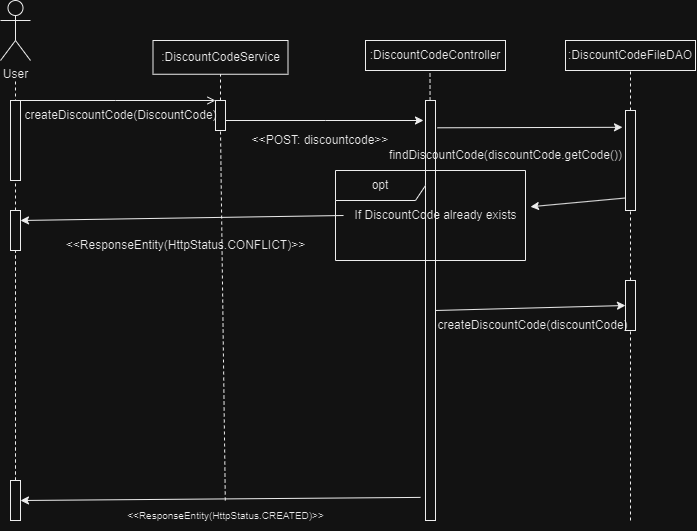 User
:DiscountCodeService
:DiscountCodeController
:DiscountCodeFileDAO
createDiscountCode(DiscountCode)
<<POST: discountcode>>
findDiscountCode(discountCode.getCode())
opt
If DiscountCode already exists
<<ResponseEntity(HttpStatus.CONFLICT)>>
createDiscountCode(discountCode)
<<ResponseEntity(HttpStatus.CREATED)>>